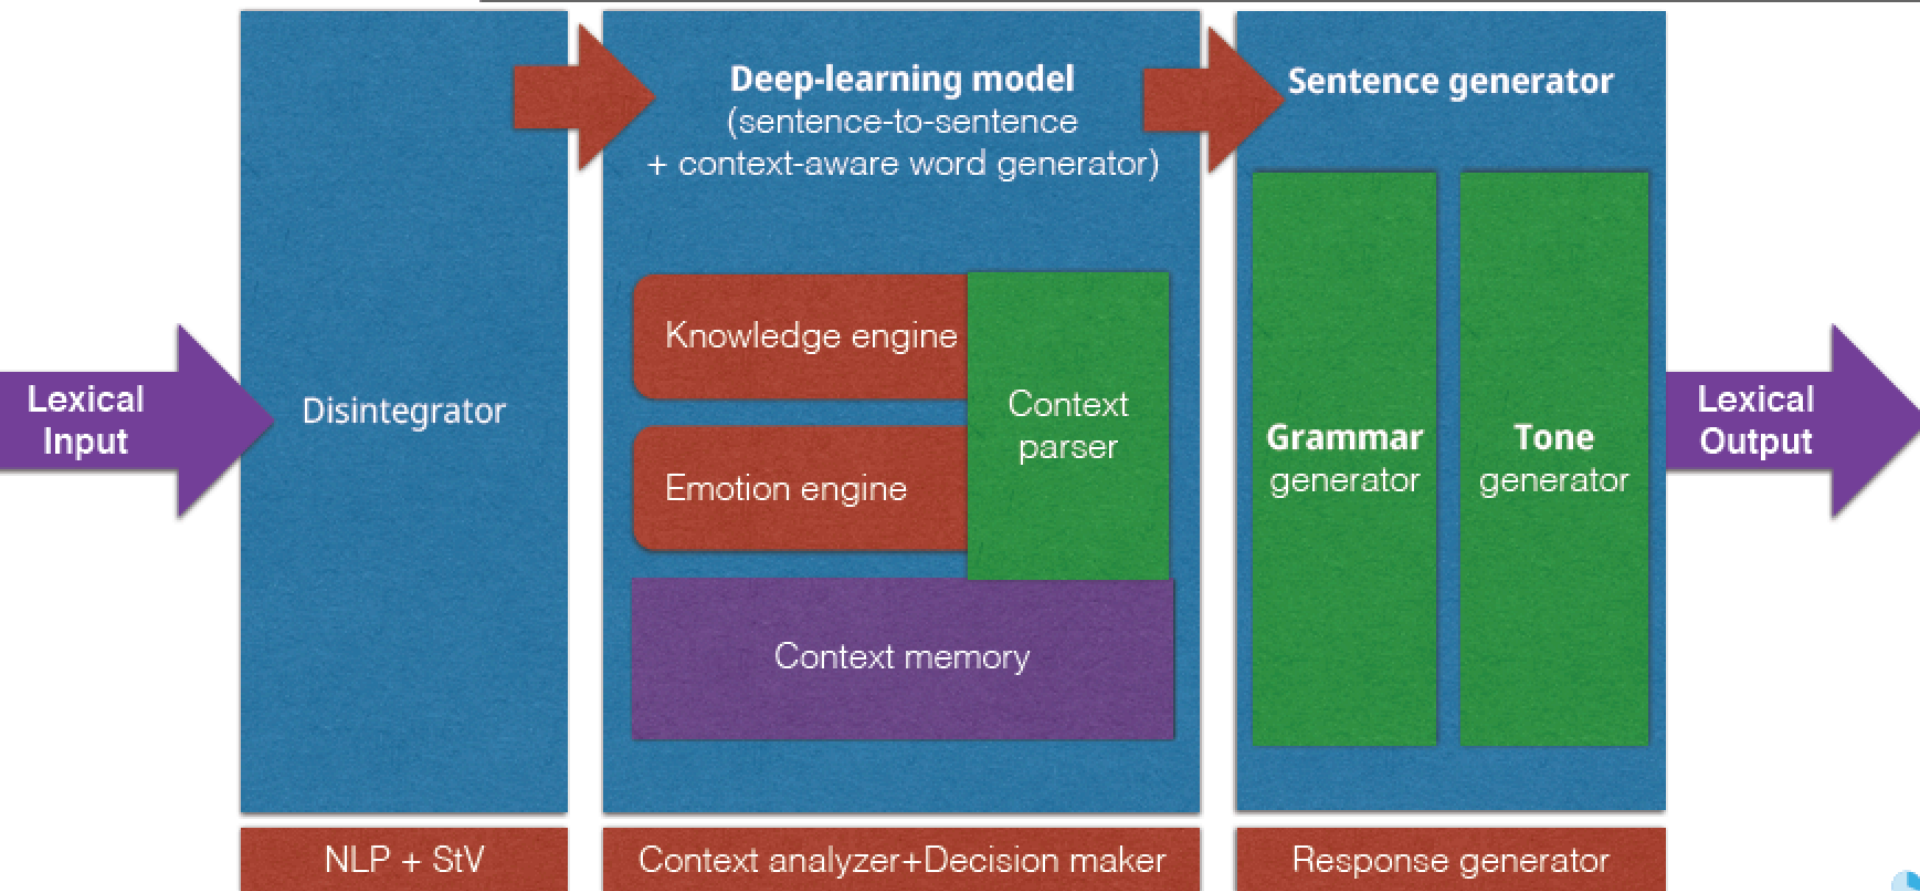 Lexical
Input
Disintegrator
NLP + StV
Deep-learning model
(sentence-to-sentence
+ context-aware word generator)
Knowledge engine
Emotion engine
Context
parser
Context memory
Context analyzer+Decision maker
Sentence generator
Grammar
generator
Tone
generator
Response generator
Lexical
Output